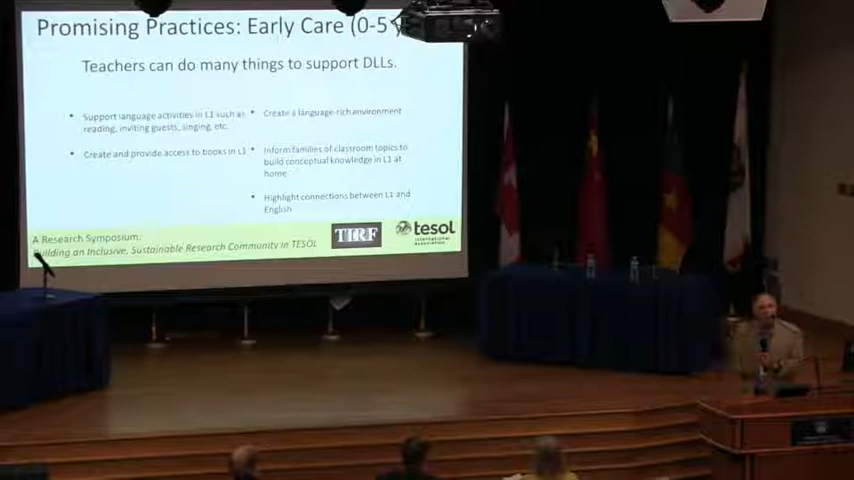 Promising Practices: Early Care (0-5 y
Teachers can do many things to support DLLs.
• Support language activities in L1 such as
reading, inviting guests, singing, etc.
• Create and provide access to books in L1
• Create a language-rich environment
• Inform families of classroom topics to
build conceptual knowledge in L1 at
home
• Highlight connections between L1 and
English
A Research Symposium:
Building an Inclusive, Sustainable Research Community in TESOL
TIRF
tesol
international
association